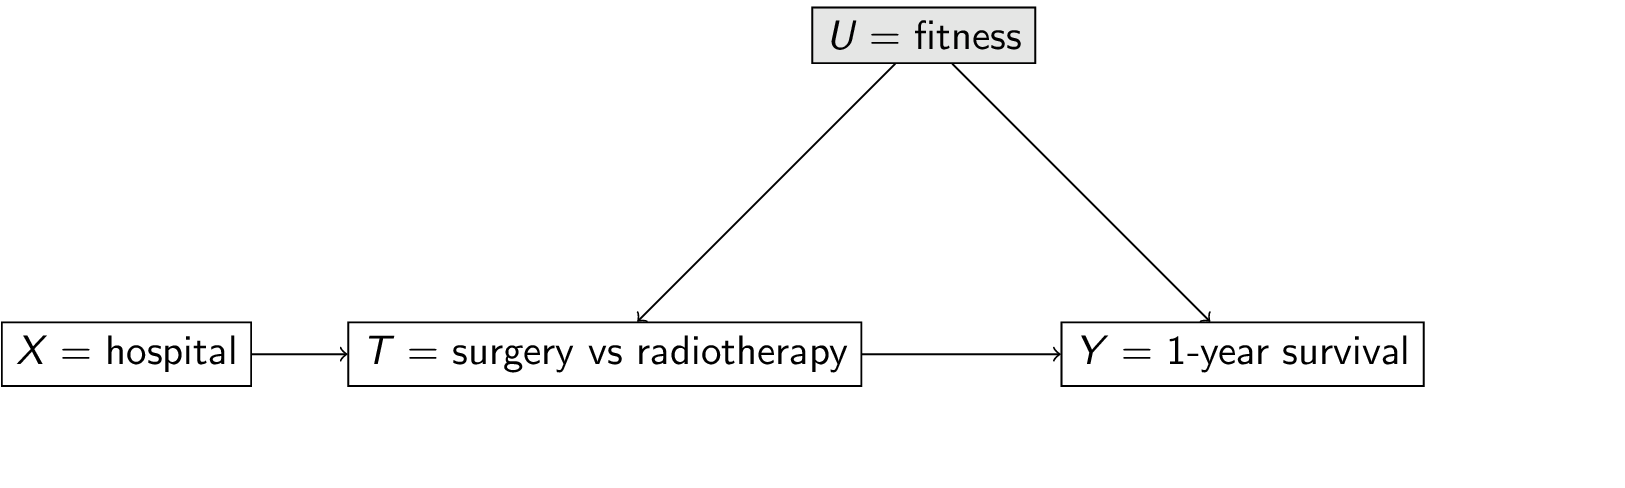 U = fitness
X = hospital
T = surgery vs radiotherapy
Y = 1-year survival